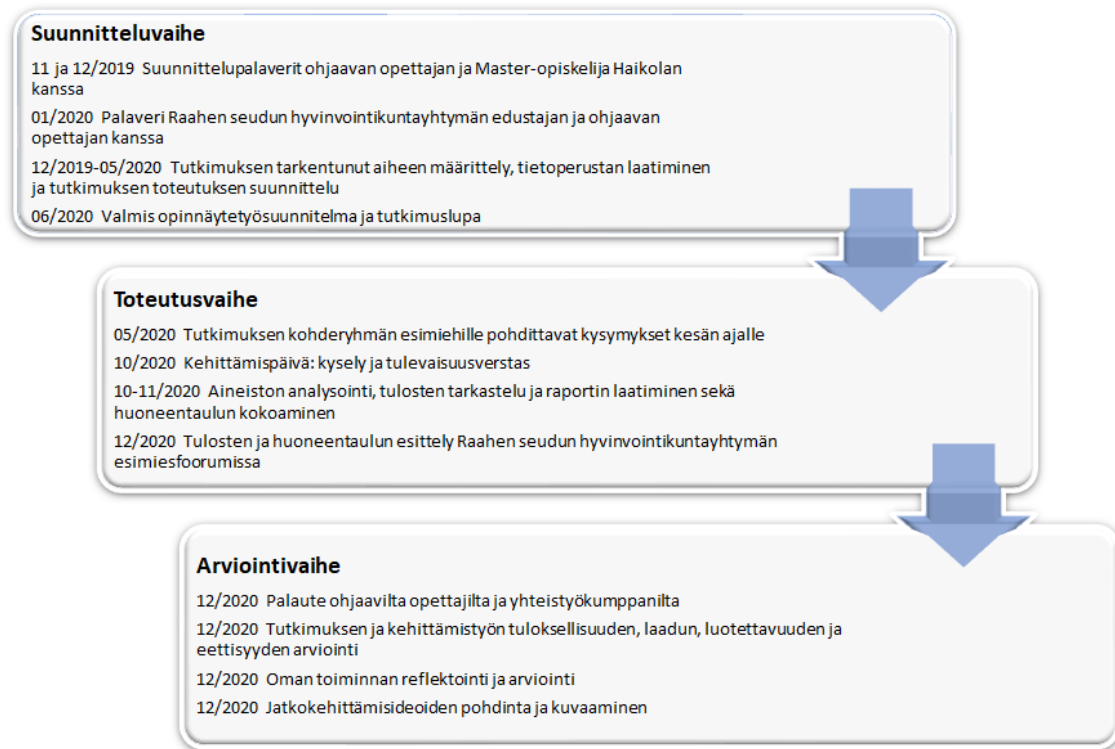 Suunnitteluvaihe
11 ja 12/2019 Suunnittelupalaverit ohjaavan opettajan ja Master-opiskelija Haikolan
kanssa
01/2020 Palaveri Raahen seudun hyvinvointikuntayhtymän edustajan ja ohjaavan
opettajan kanssa
12/2019-05/2020 Tutkimuksen tarkentunut aiheen määrittely, tietoperustan laatiminen
ja tutkimuksen toteutuksen suunnittelu
06/2020 Valmis opinnäytetyösuunnitelma ja tutkimuslupa
Toteutusvaihe
05/2020 Tutkimuksen kohderyhmän esimiehille pohdittavat kysymykset kesän ajalle
10/2020 Kehittämispäivä: kysely ja tulevaisuusverstas
10-11/2020 Aineiston analysointi, tulosten tarkastelu ja raportin laatiminen sekä
huoneentaulun kokoaminen
12/2020 Tulosten ja huoneentaulun esittely Raahen seudun hyvinvointikuntayhtymän
esimiesfoorumissa
Arviointivaihe
12/2020 Palaute ohjaavilta opettajilta ja yhteistyökumppanilta
12/2020 Tutkimuksen ja kehittämistyön tuloksellisuuden, laadun, luotettavuuden ja
eettisyyden arviointi
12/2020 Oman toiminnan reflektointi ja arviointi
12/2020 Jatkokehittämisideoiden pohdinta ja kuvaaminen